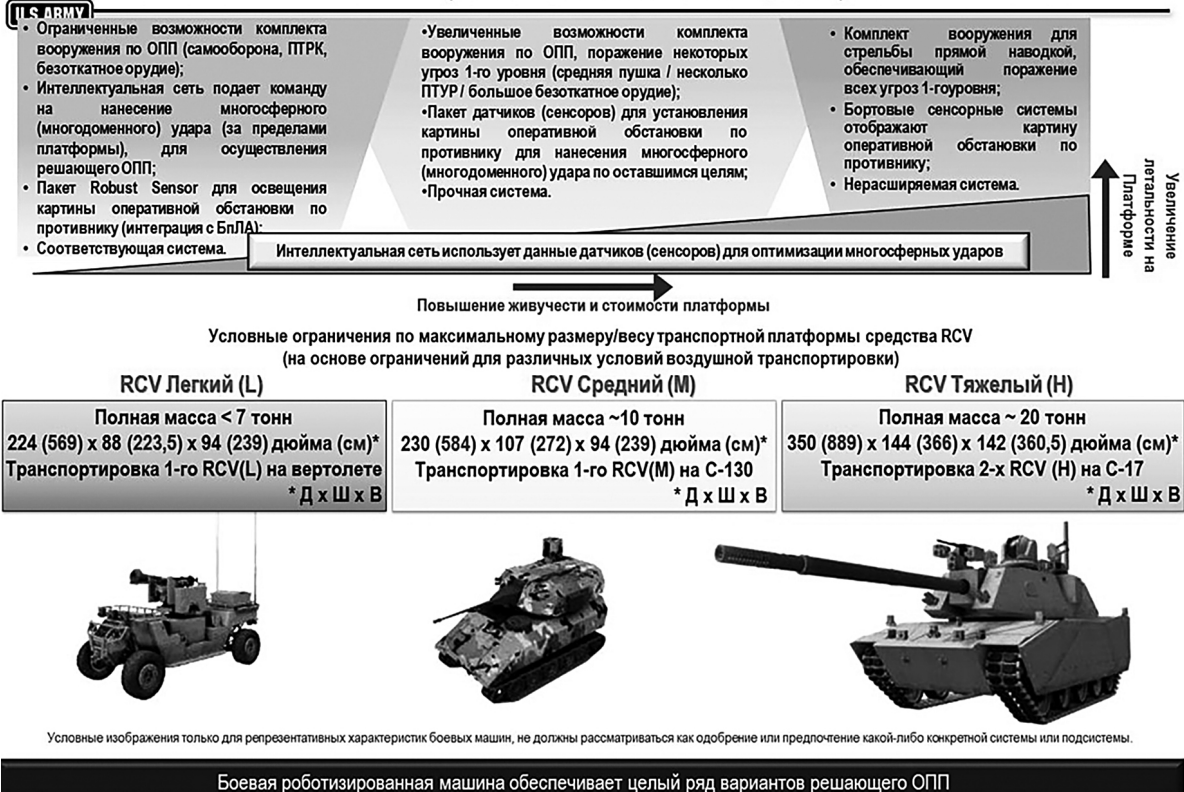 U.S.ARMY
• Ограниченные возможности комплекта
вооружения по ОПП (самооборона, ПТРК,
безоткатное орудие);
• Интеллектуальная сеть подает команду
на нанесение многосферного
(многодоменного) удара (за пределами
платформы), для осуществления
решающего ОПП;
• Пакет Robust Sensor для освещения
картины оперативной обстановки по
противнику (интеграция с БпЛА);
• Соответствующая система.
•Увеличенные возможности комплекта
вооружения по ОПП, поражение некоторых
угроз 1-го уровня (средняя пушка / несколько
ПТУР / большое безоткатное орудие);
•Пакет датчиков (сенсоров) для установления
картины оперативной обстановки по
противнику для нанесения многосферного
(многодоменного) удара по оставшимся целям;
•Прочная система.
• Комплект вооружения для
стрельбы прямой наводкой,
обеспечивающий поражение
всех угроз 1-гоуровня;
• Бортовые сенсорные системы
отображают картину
оперативной обстановки по
противнику;
• Нерасширяемая система.
Увеличение
летальности на
Платформе
Интеллектуальная сеть использует данные датчиков (сенсоров) для оптимизации многосферных ударов
Повышение живучести и стоимости платформы
Условные ограничения по максимальному размеру/весу транспортной платформы средства RCV
(на основе ограничений для различных условий воздушной транспортировки)
RCV Легкий (L)
Полная масса < 7 тонн
224 (569) x 88 (223,5) x 94 (239) дюйма (см)*
Транспортировка 1-го RCV(L) на вертолете
* Д x Ш x В
RCV Средний (M)
Полная масса ~10 тонн
230 (584) x 107 (272) x 94 (239) дюйма (см)*
Транспортировка 1-го RCV(M) на С-130
* Д x Ш x В
RCV Тяжелый (H)
Полная масса ~ 20 тонн
350 (889) x 144 (366) x 142 (360,5) дюйма (см)*
Транспортировка 2-х RCV (H) на С-17
* Д x Ш x В
Условные изображения только для репрезентативных характеристик боевых машин, не должны рассматриваться как одобрение или предпочтение какой-либо конкретной системы или подсистемы.
Боевая роботизированная машина обеспечивает целый ряд вариантов решающего ОПП